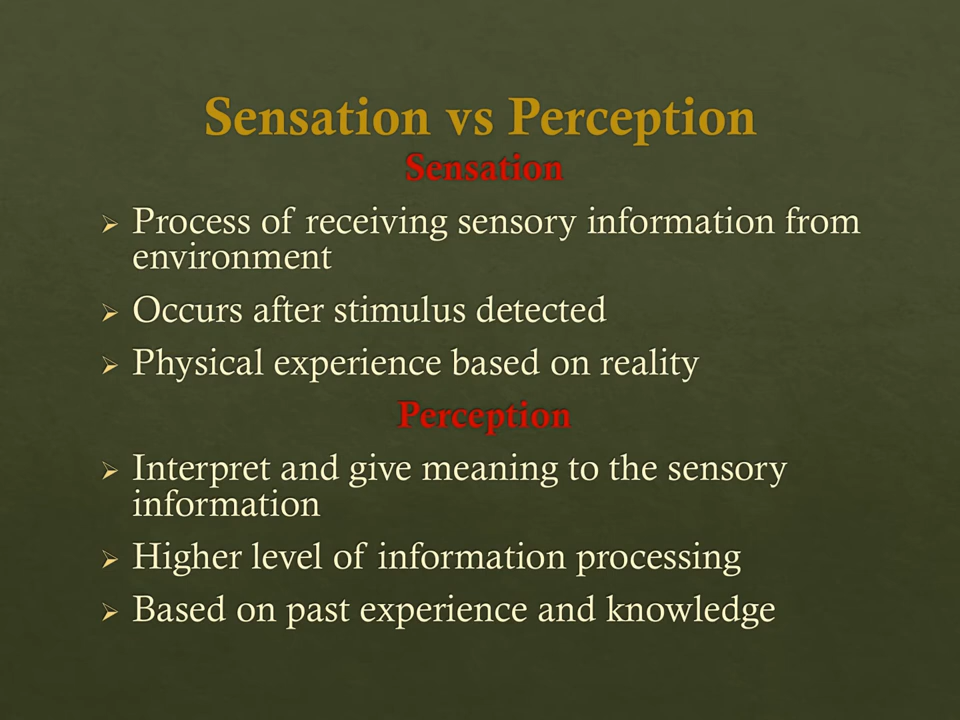 Sensation vs Perception
Sensation
Process of receiving sensory information from
environment
Occurs after stimulus detected
Physical experience based on reality
Perception
Interpret and give meaning to the sensory
information
Higher level of information processing
Based on past experience and knowledge